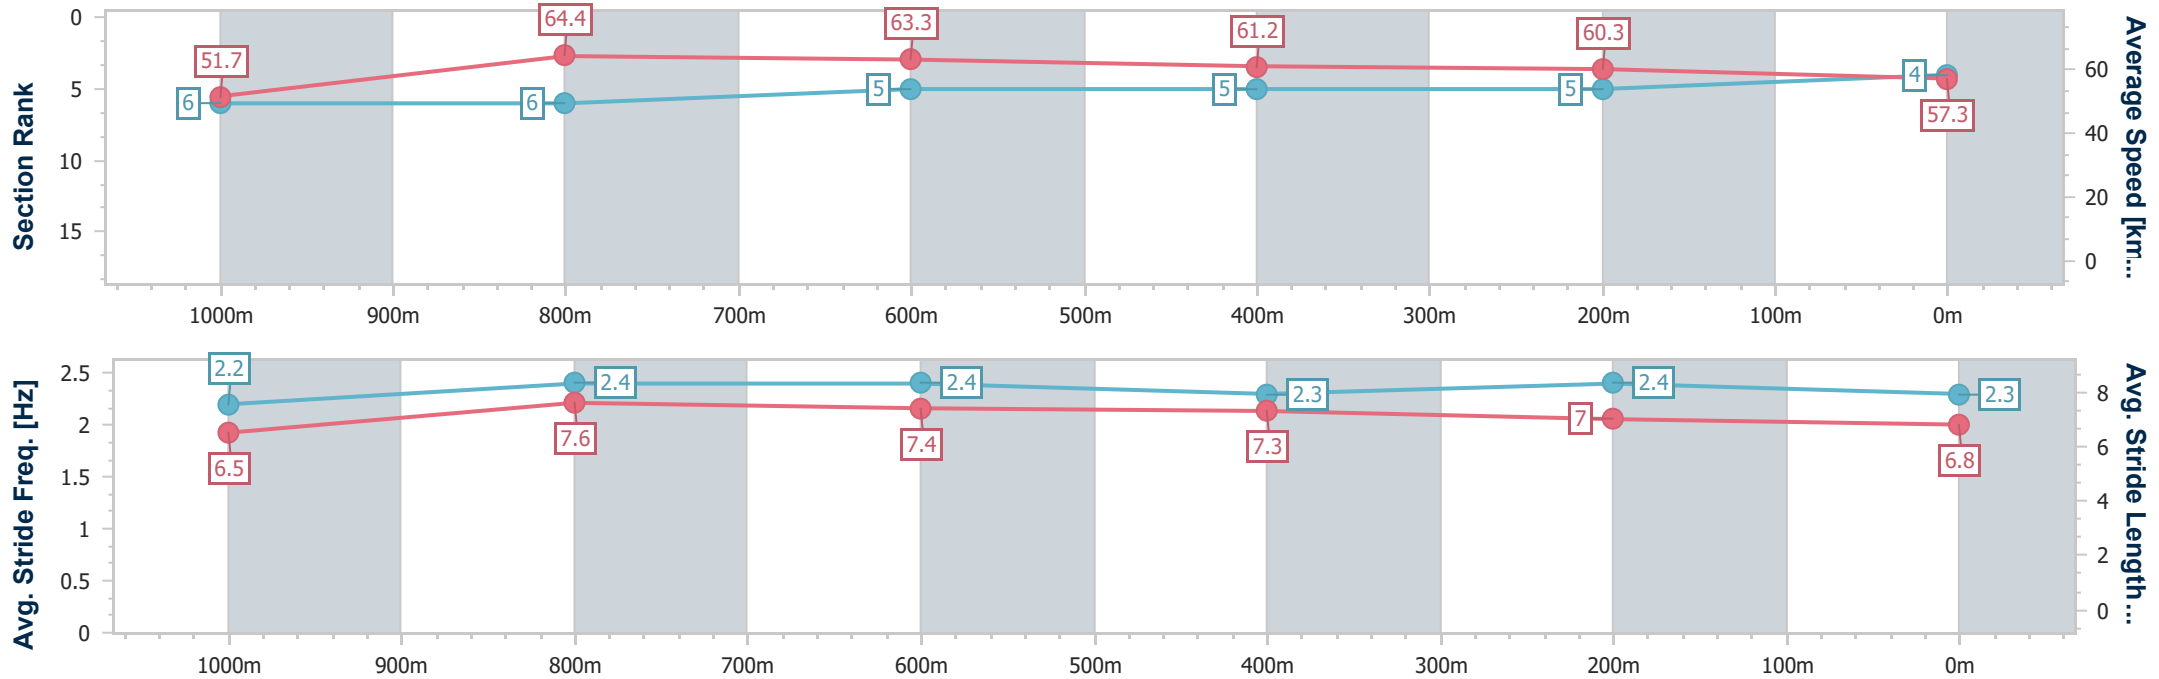 Section Rank
Average Speed [km...
0
5
10
15
60
40
20
0
51.7
64.4
63.3
61.2
60.3
57.3
6
6
5
5
5
4
1000m
900m
800m
700m
600m
500m
400m
300m
200m
100m
0m
Avg. Stride Freq. [Hz]
Avg. Stride Length...
2.5
2
1.5
1
0.5
0
8
6
4
2
0
2.2
2.4
2.4
2.3
2.4
2.3
6.5
7.6
7.4
7.3
7
6.8
1000m
900m
800m
700m
600m
500m
400m
300m
200m
100m
0m